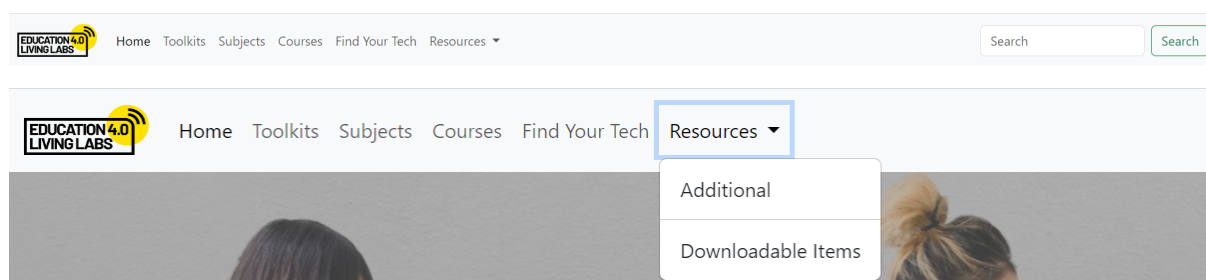 EDUCATION 4.0
LIVING LABS
Home Toolkits Subjects Courses Find Your Tech Resources
Search Search
EDUCATION 4.0
LIVING LABS
Home Toolkits Subjects Courses Find Your Tech Resources
Additional
Downloadable Items